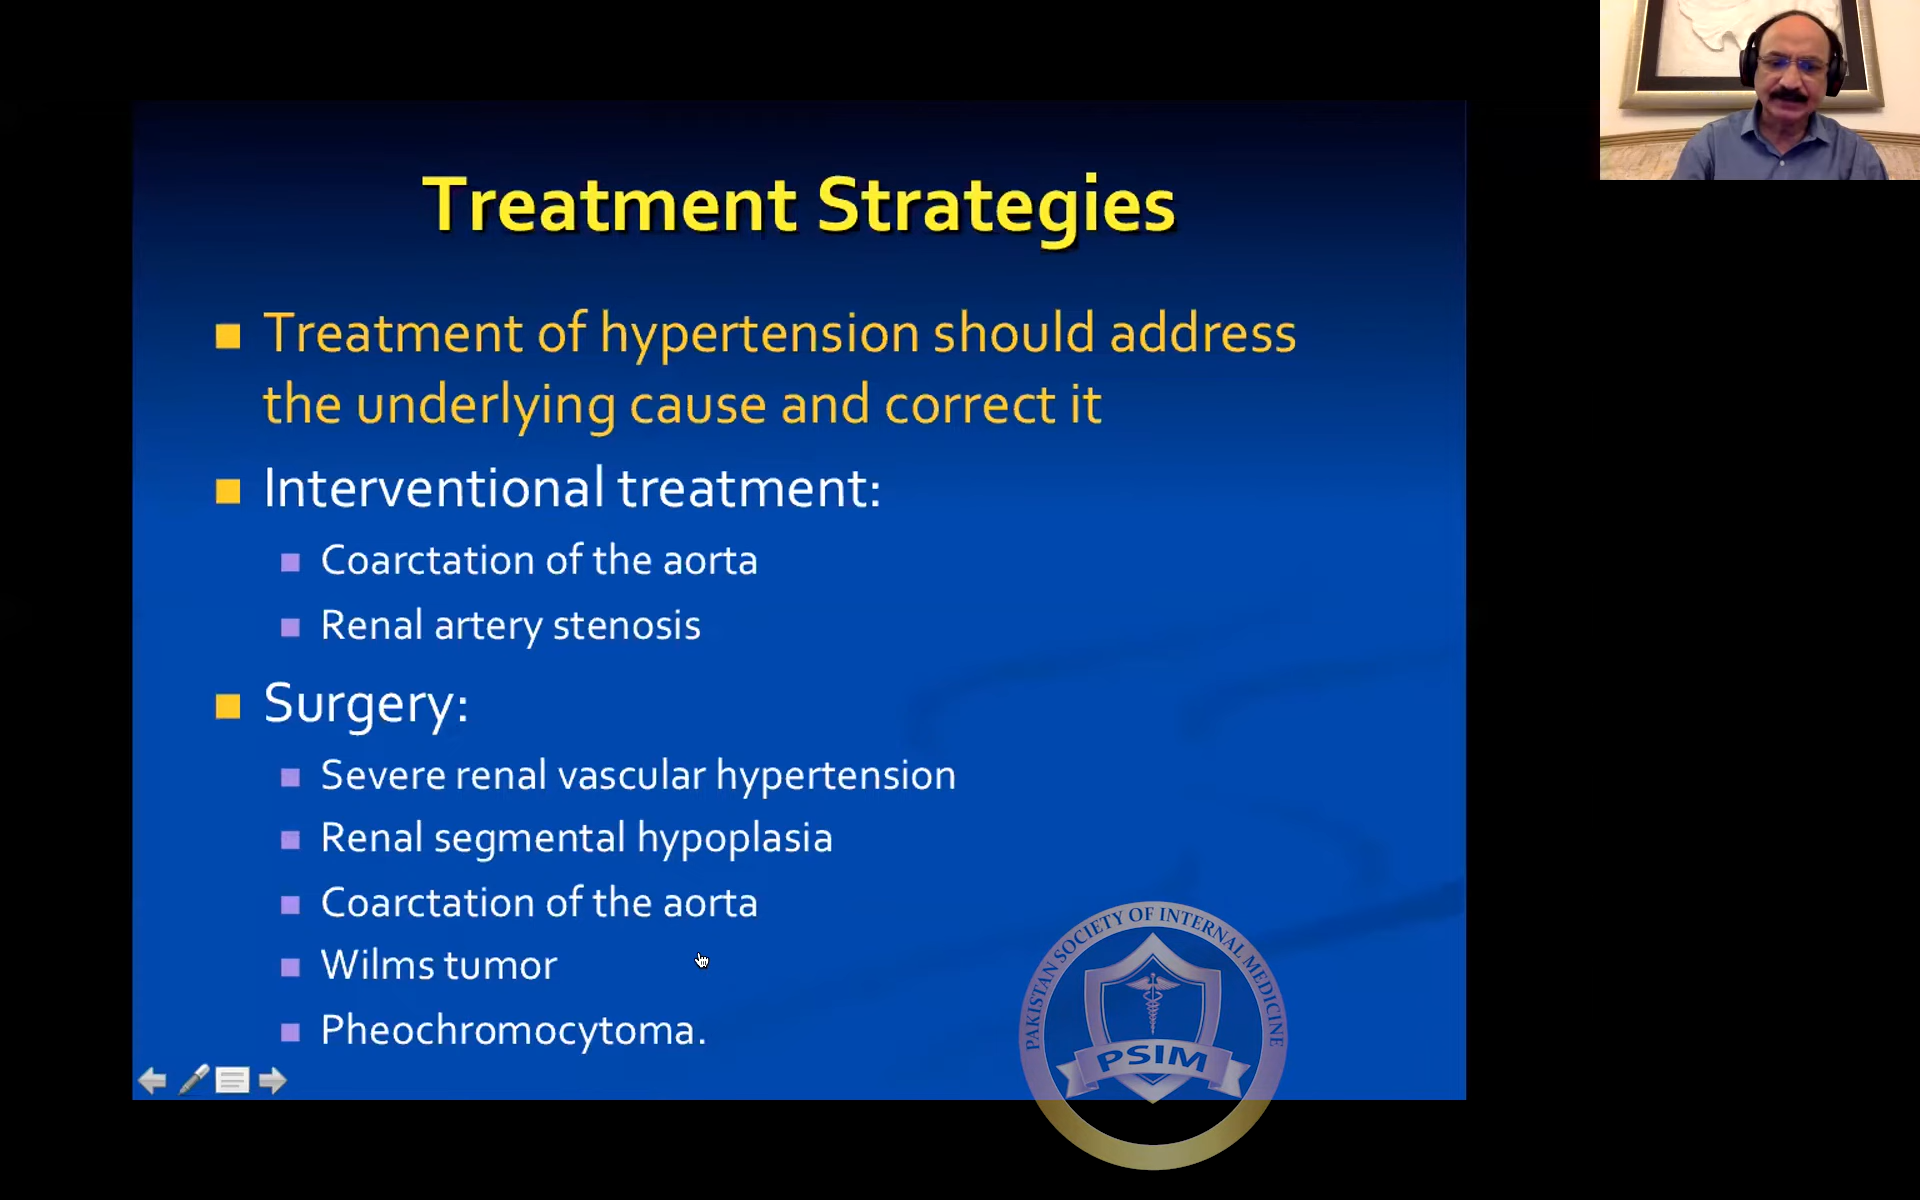 Treatment Strategies
Treatment of hypertension should address
the underlying cause and correct it
Interventional treatment:
Coarctation of the aorta
Renal artery stenosis
Surgery:
Severe renal vascular hypertension
Renal segmental hypoplasia
Coarctation of the aorta
Wilms tumor
Pheochromocytoma.
PAKISTAN SOCIETY OF INTERNAL MEDICINE
PSIM